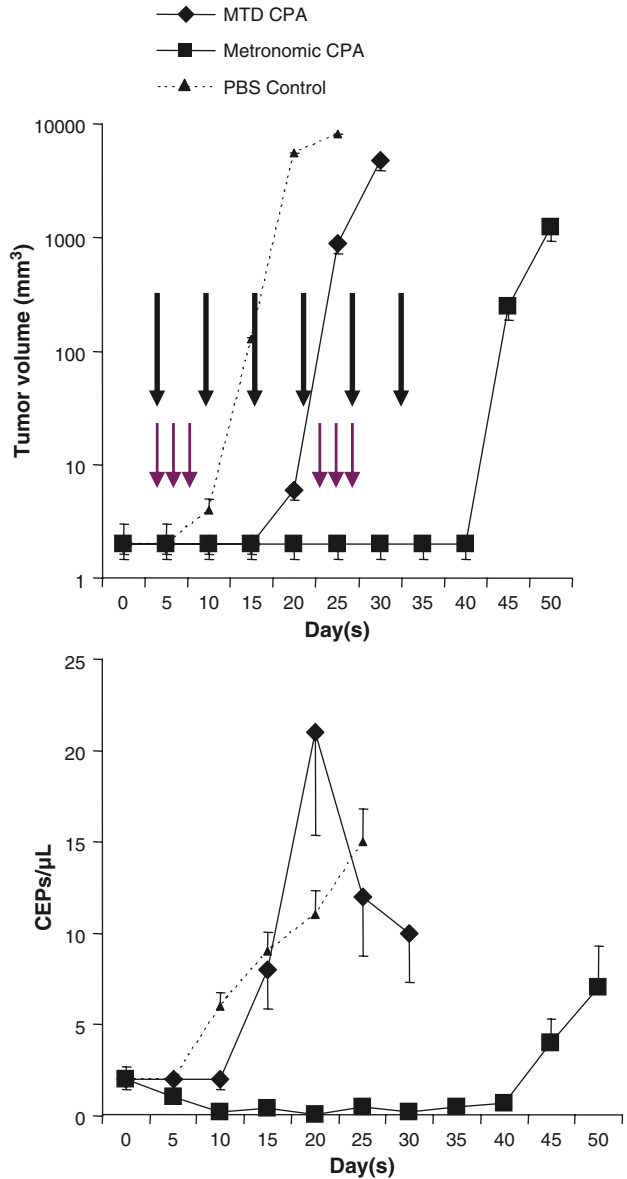 MTD CPA
Metronomic CPA
PBS Control
10000
1000
100
10
1
Tumor volume (mm³)
0 5 10 15 20 25 30 35 40 45 50
Day(s)
25
20
15
10
5
0
CEPs/µL
0 5 10 15 20 25 30 35 40 45 50
Day(s)